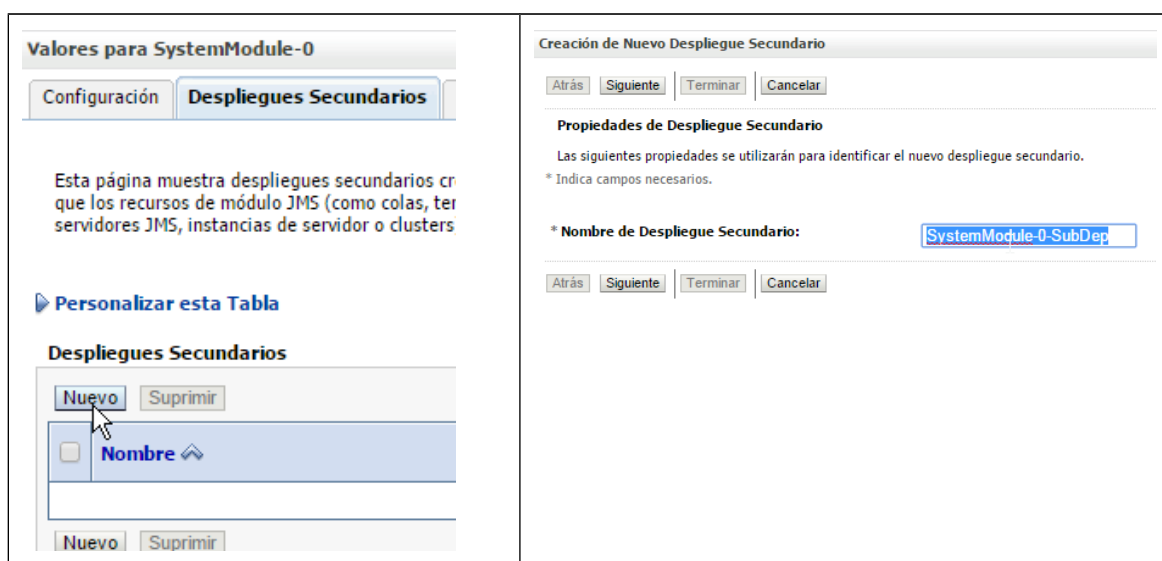 Valores para SystemModule-0
Configuración
Despliegues Secundarios
Esta página muestra despliegues secundarios
que los recursos de módulo JMS (como colas,
servidores JMS, instancias de servidor o clusters
Personalizar esta Tabla
Despliegues Secundarios
Nuevo
Suprimir
Nombre
Nuevo
Suprimir
Creación de Nuevo Despliegue Secundario
Atrás
Siguiente
Terminar
Cancelar
Propiedades de Despliegue Secundario
Las siguientes propiedades se utilizarán para identificar el nuevo despliegue secundario.
* Indica campos necesarios.
* Nombre de Despliegue Secundario:
SystemModule-0-SubDep
Atrás
Siguiente
Terminar
Cancelar